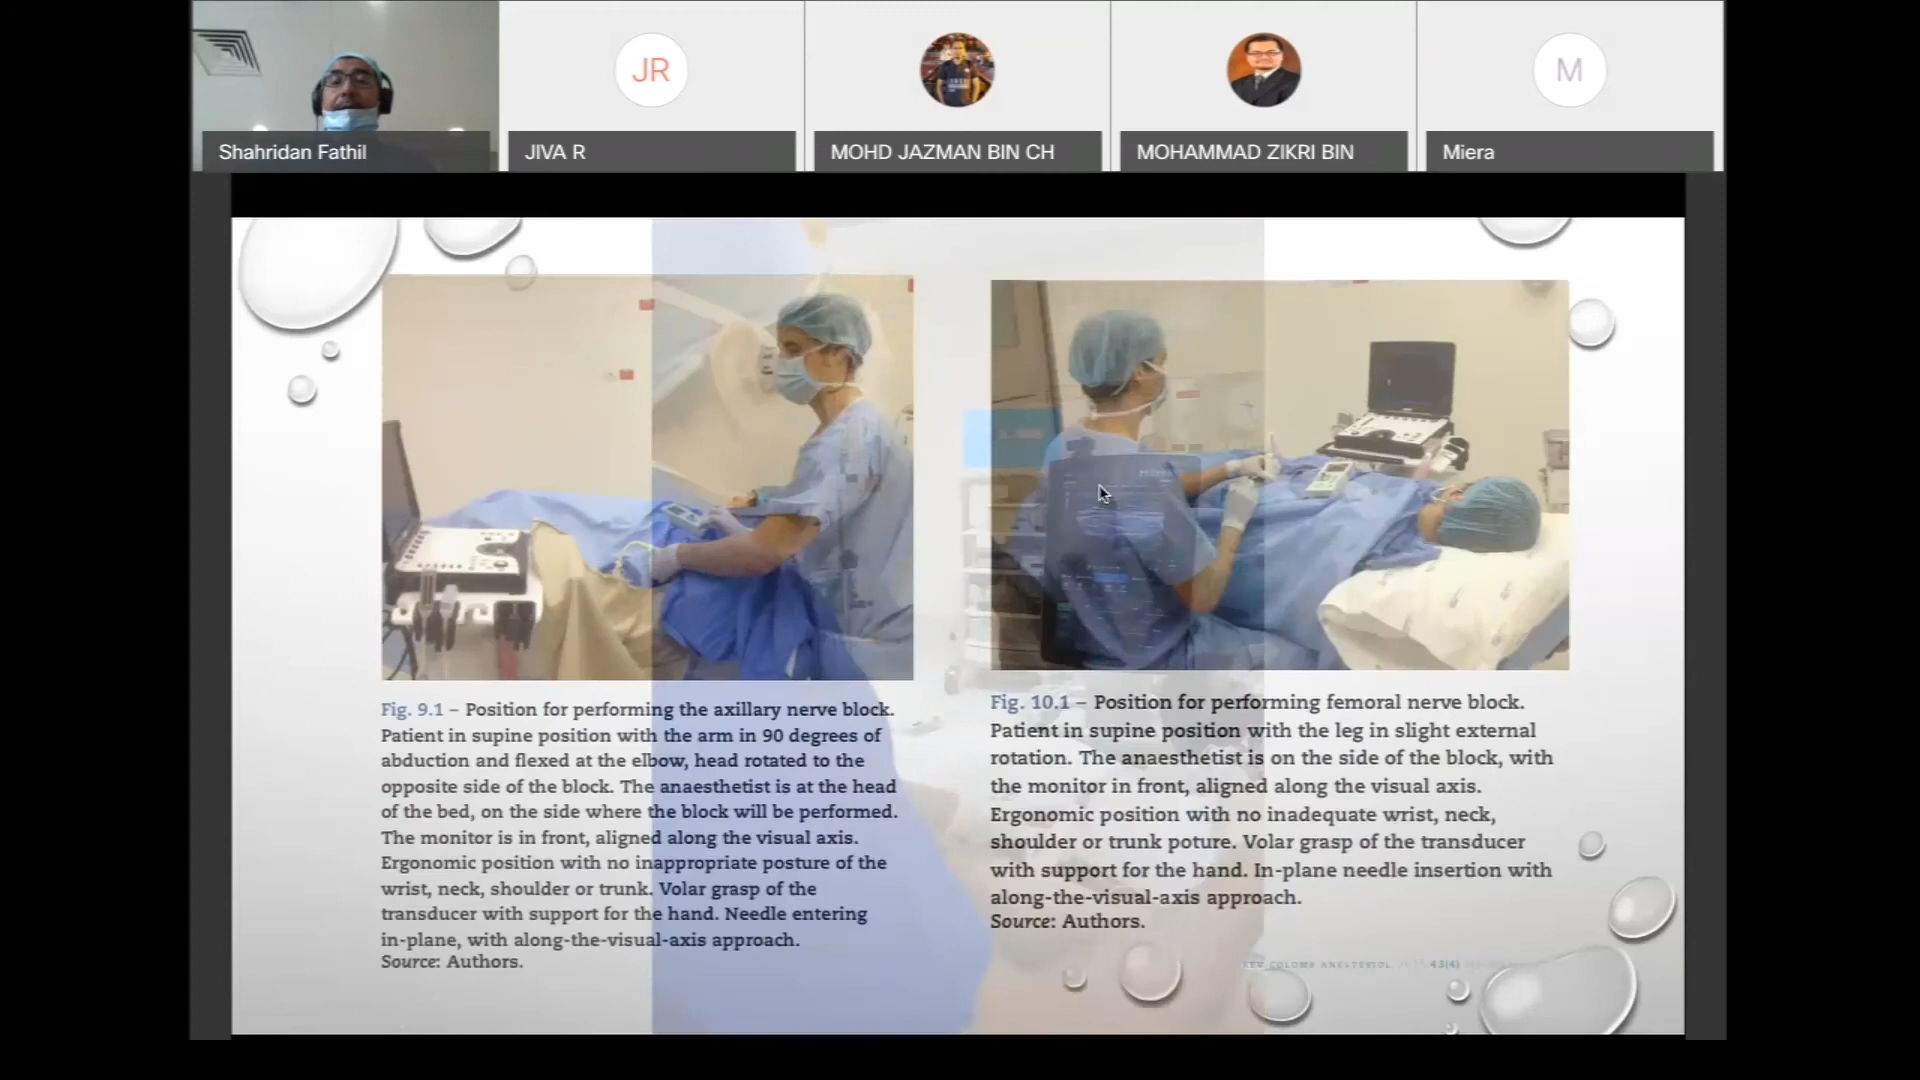 Shahridan Fathil
JR
JIVA R
MOHD JAZMAN BIN CH
MOHAMMAD ZIKRI BIN
M
Miera
Fig. 9.1 – Position for performing the axillary nerve block.
Patient in supine position with the arm in 90 degrees of
abduction and flexed at the elbow, head rotated to the
opposite side of the block. The anaesthetist is at the head
of the bed, on the side where the block will be performed.
The monitor is in front, aligned along the visual axis.
Ergonomic position with no inappropriate posture of the
wrist, neck, shoulder or trunk. Volar grasp of the
transducer with support for the hand. Needle entering
in-plane, with along-the-visual-axis approach.
Source: Authors.
Fig. 10.1 – Position for performing femoral nerve block.
Patient in supine position with the leg in slight external
rotation. The anaesthetist is on the side of the block, with
the monitor in front, aligned along the visual axis.
Ergonomic position with no inadequate wrist, neck,
shoulder or trunk poture. Volar grasp of the transducer
with support for the hand. In-plane needle insertion with
along-the-visual-axis approach.
Source: Authors.
REV COLOMB ANESTESIOL 43(4)